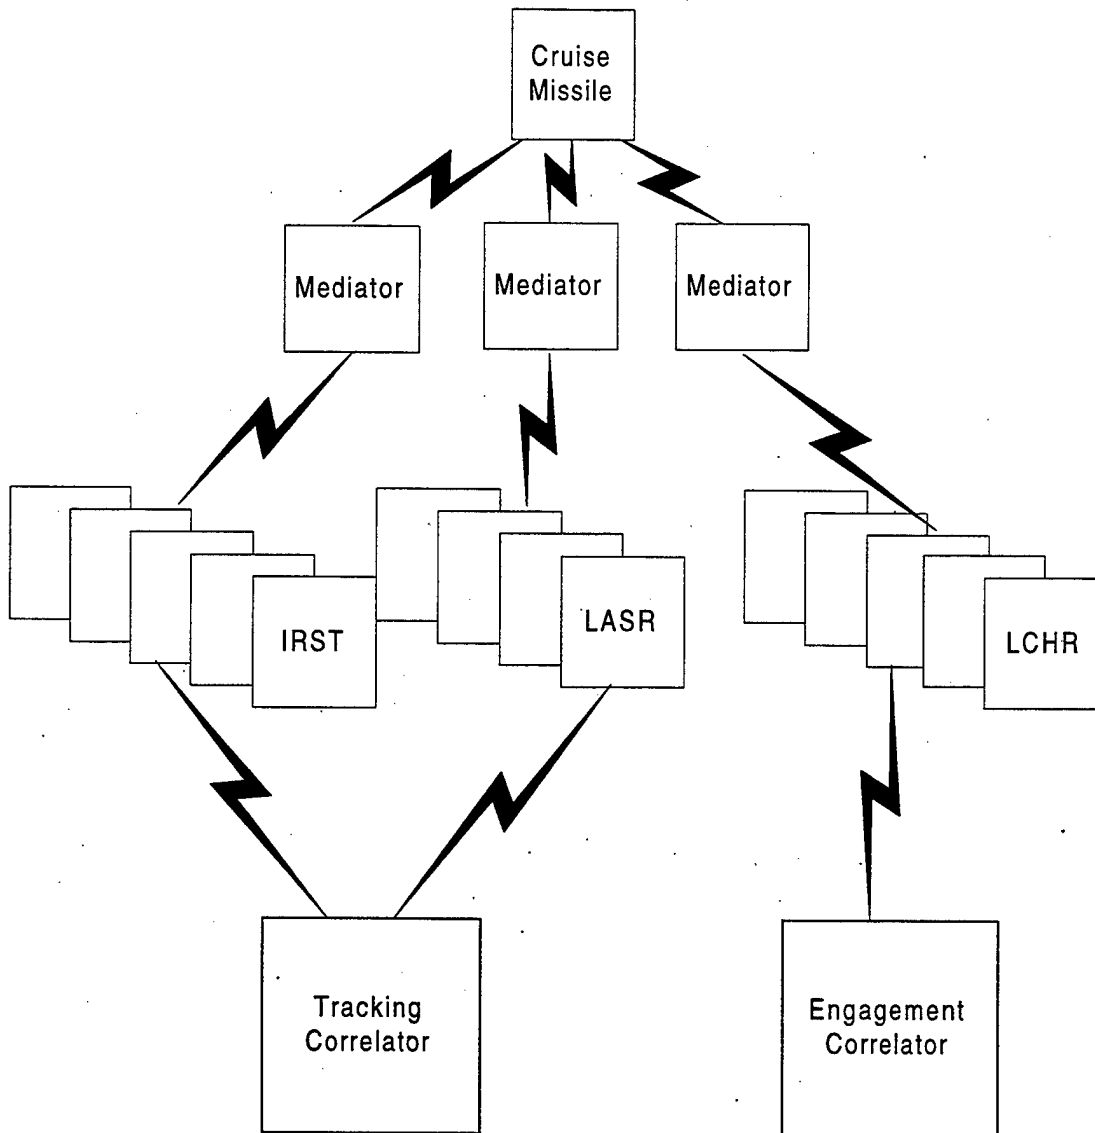 Cruise
Missile
Mediator
Mediator
Mediator
IRST
LASR
LCHR
Tracking
Correlator
Engagement
Correlator